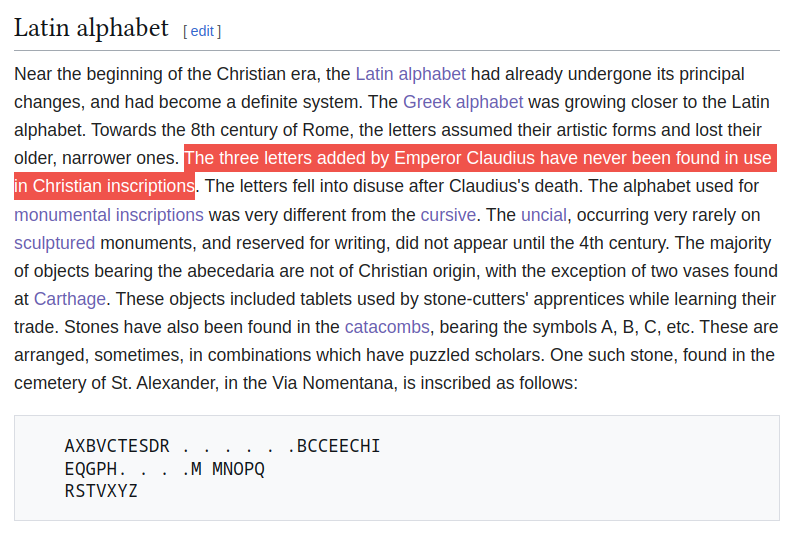 Latin alphabet [ edit ]
Near the beginning of the Christian era, the Latin alphabet had already undergone its principal
changes, and had become a definite system. The Greek alphabet was growing closer to the Latin
alphabet. Towards the 8th century of Rome, the letters assumed their artistic forms and lost their
older, narrower ones. The three letters added by Emperor Claudius have never been found in use
in Christian inscriptions. The letters fell into disuse after Claudius's death. The alphabet used for
monumental inscriptions was very different from the cursive. The uncial, occurring very rarely on
sculptured monuments, and reserved for writing, did not appear until the 4th century. The majority
of objects bearing the abecedaria are not of Christian origin, with the exception of two vases found
at Carthage. These objects included tablets used by stone-cutters' apprentices while learning their
trade. Stones have also been found in the catacombs, bearing the symbols A, B, C, etc. These are
arranged, sometimes, in combinations which have puzzled scholars. One such stone, found in the
cemetery of St. Alexander, in the Via Nomentana, is inscribed as follows:
AXBVCTESDR . . . . . .BCCEECHI
EQGPH. . . .M MNOPQ
RSTVXYZ